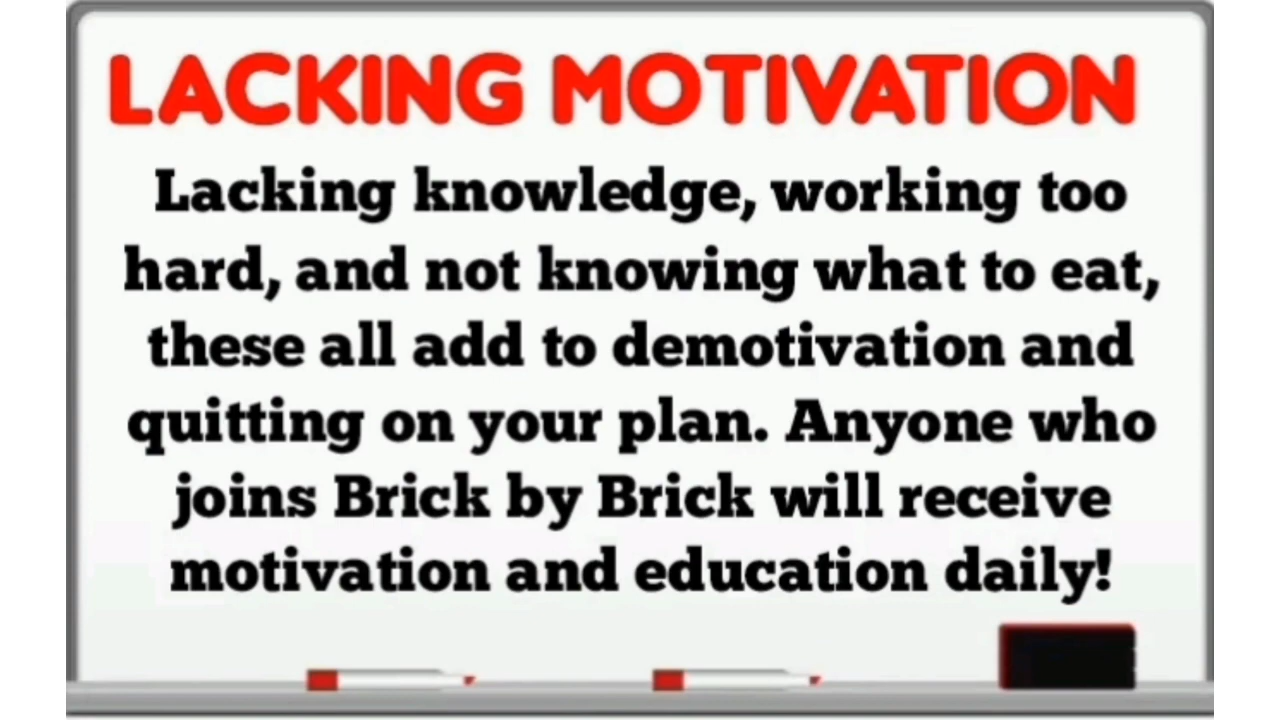 LACKING MOTIVATION
Lacking knowledge, working too
hard, and not knowing what to eat,
these all add to demotivation and
quitting on your plan. Anyone who
joins Brick by Brick will receive
motivation and education daily!